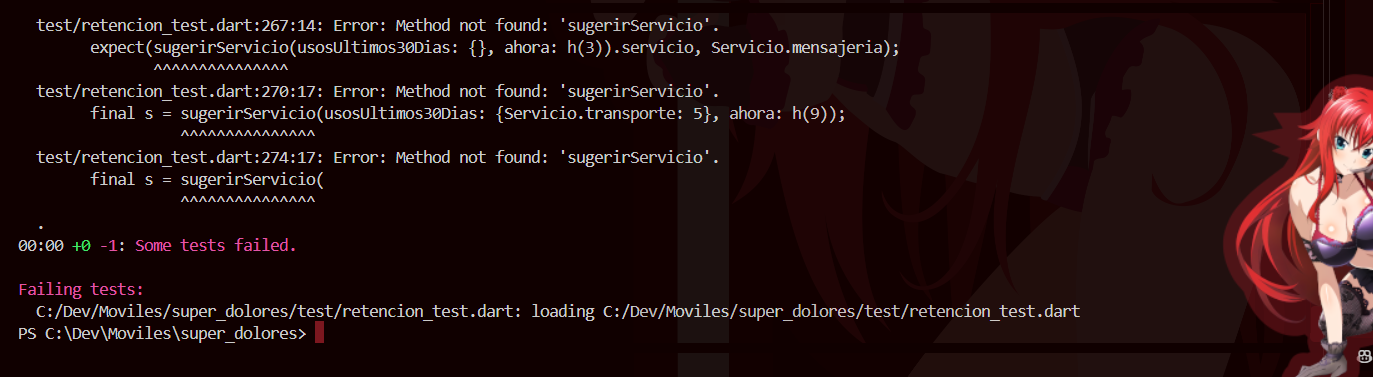 test/retencion_test.dart:267:14: Error: Method not found: 'sugerirServicio'.
expect(sugerirServicio(usosUltimos30Dias: {}, ahora: h(3)).servicio, Servicio.mensajeria);
^^^^^^^^^^^^^^^
test/retencion_test.dart:270:17: Error: Method not found: 'sugerirServicio'.
final s = sugerirServicio(usosUltimos30Dias: {Servicio.transporte: 5}, ahora: h(9));
^^^^^^^^^^^^^^^
test/retencion_test.dart:274:17: Error: Method not found: 'sugerirServicio'.
final s = sugerirServicio(
^^^^^^^^^^^^^^^
.
00:00 +0 -1: Some tests failed.
Failing tests:
C:/Dev/Moviles/super_dolores/test/retencion_test.dart: loading C:/Dev/Moviles/super_dolores/test/retencion_test.dart
PS C:\Dev\Moviles\super_dolores>